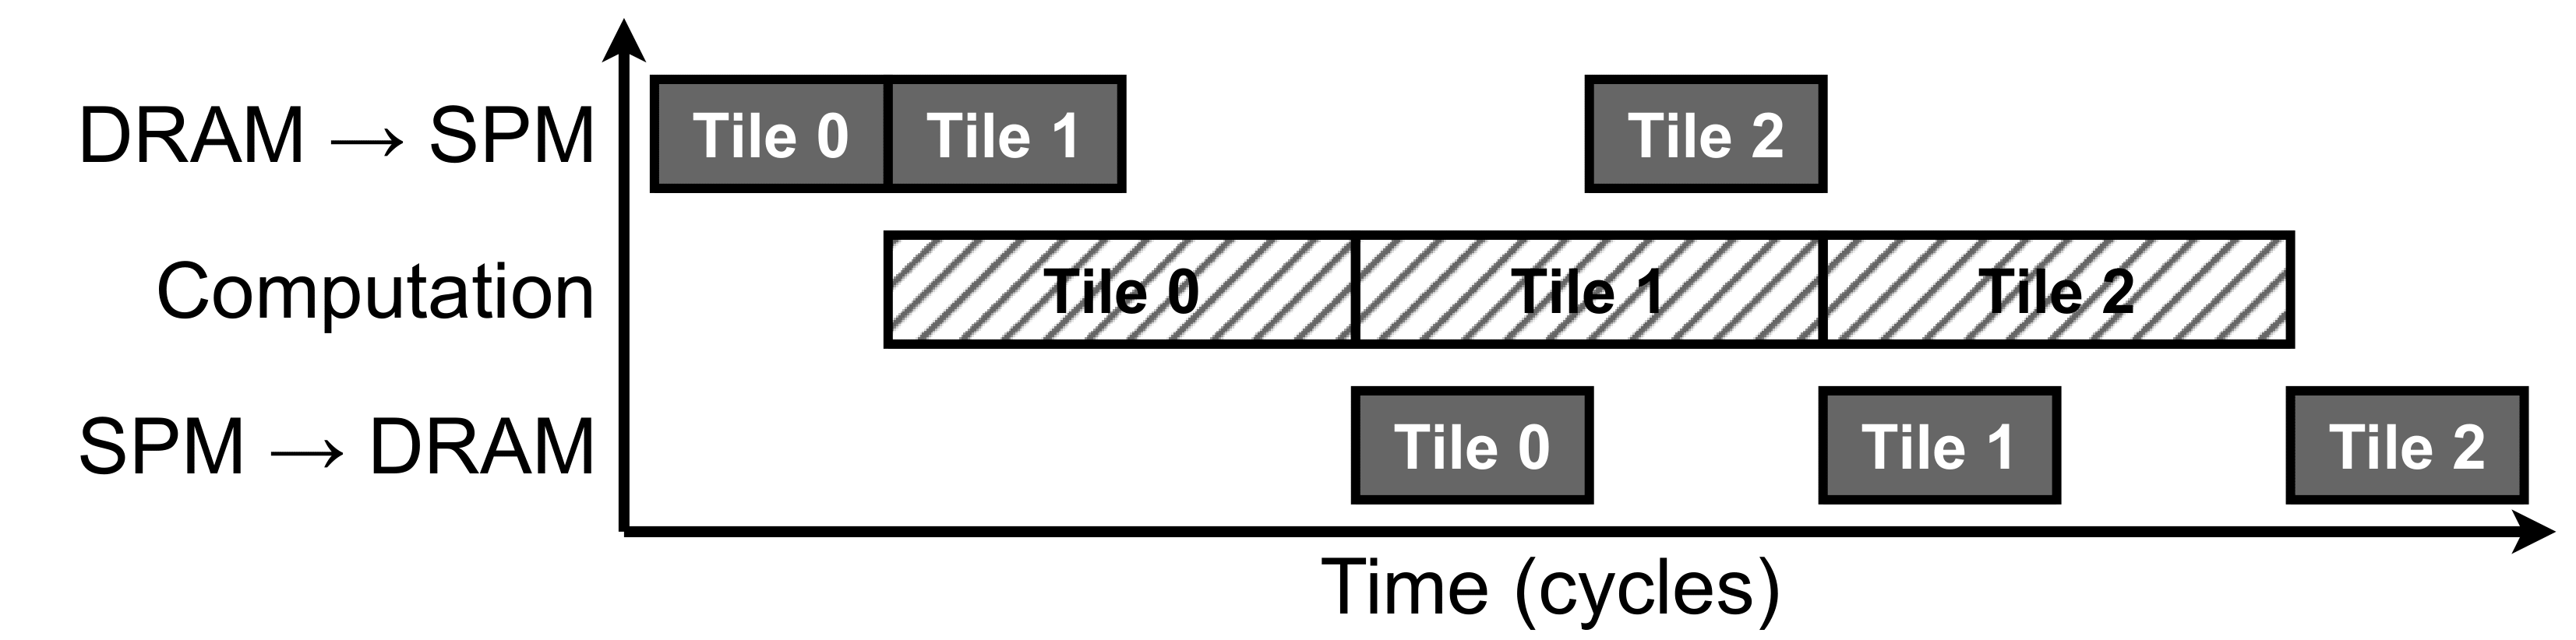 DRAM → SPM
Tile 0 Tile 1 Tile 2
Computation
Tile 0 Tile 1 Tile 2
SPM → DRAM
Tile 0 Tile 1 Tile 2
Time (cycles)